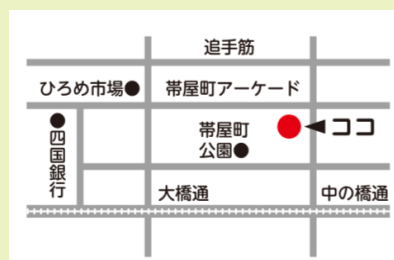 追手筋
ひろめ市場●
帯屋町アーケード
●四国銀行
帯屋町
公園●
◀ココ
大橋通
中の橋通